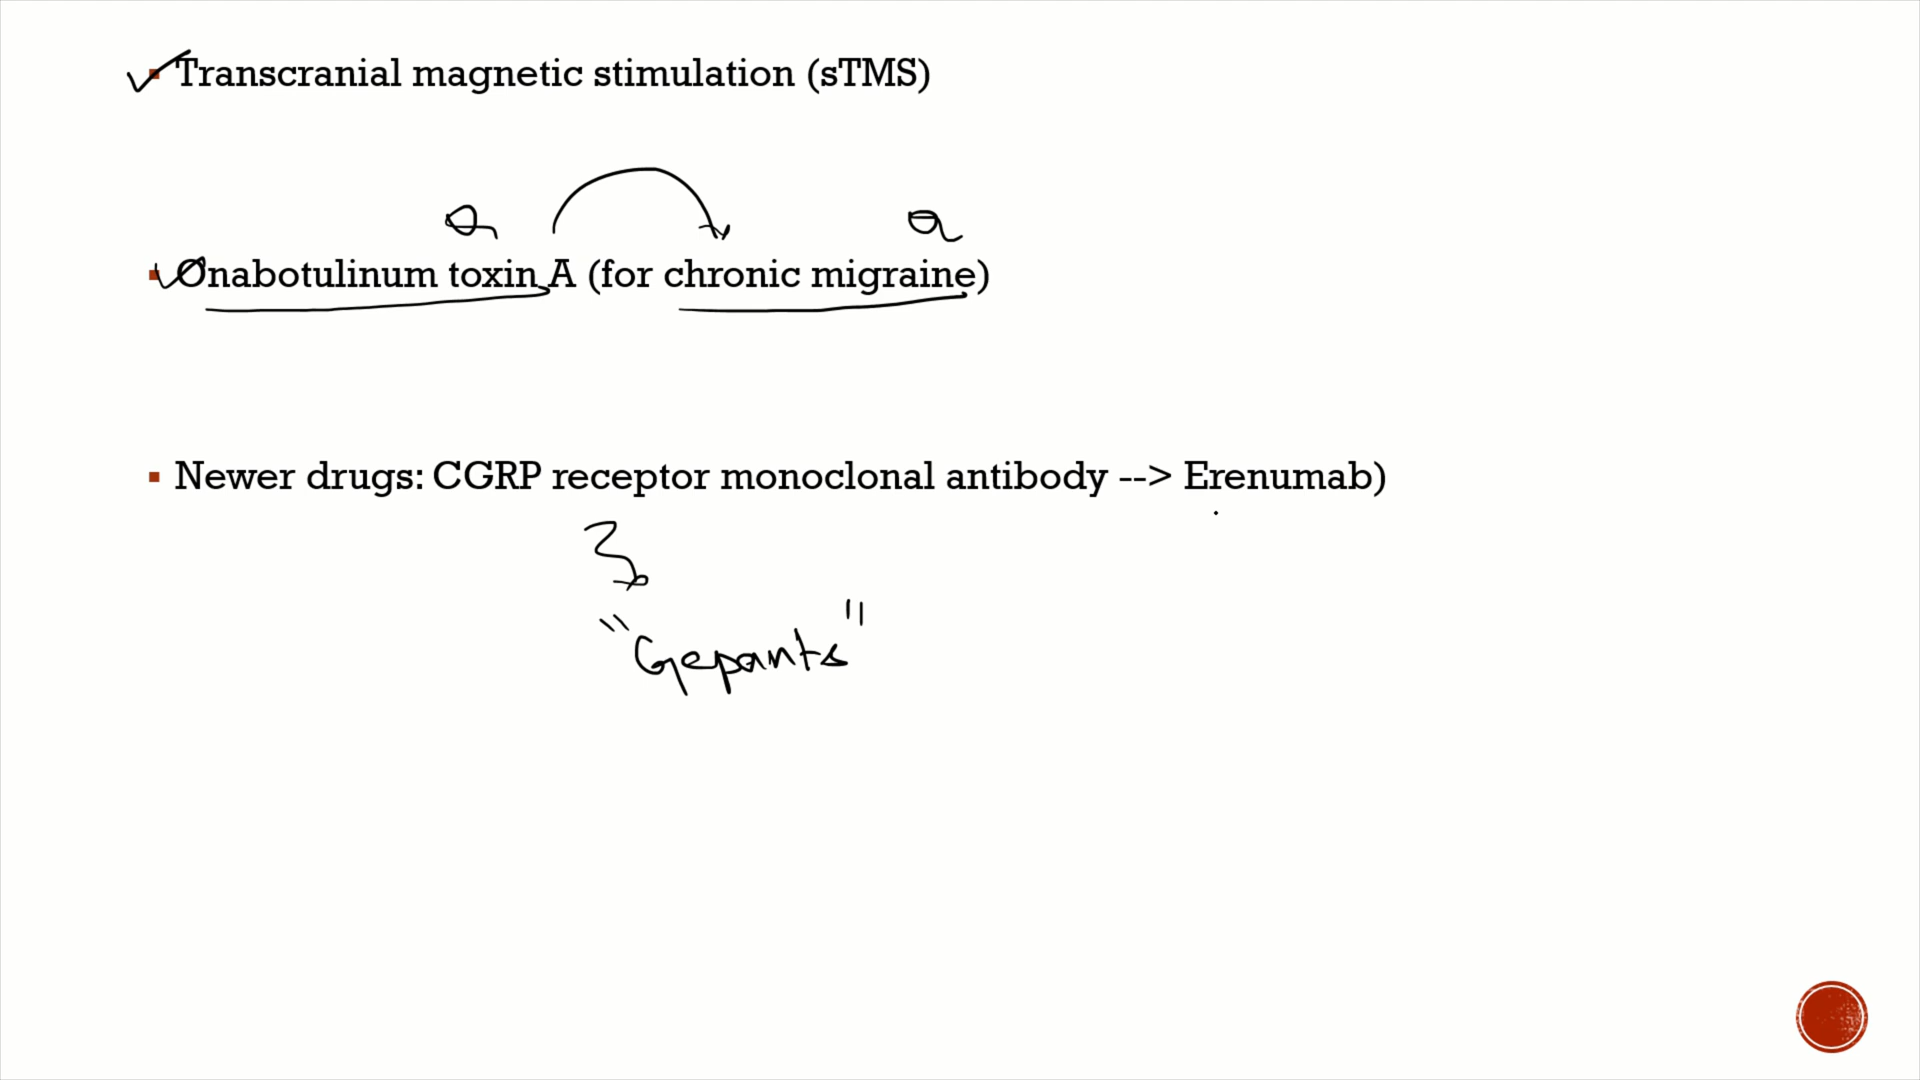 Transcranial magnetic stimulation (sTMS)
Onabotulinum toxin A (for chronic migraine)
Newer drugs: CGRP receptor monoclonal antibody --> Erenumab)
"Gepants"